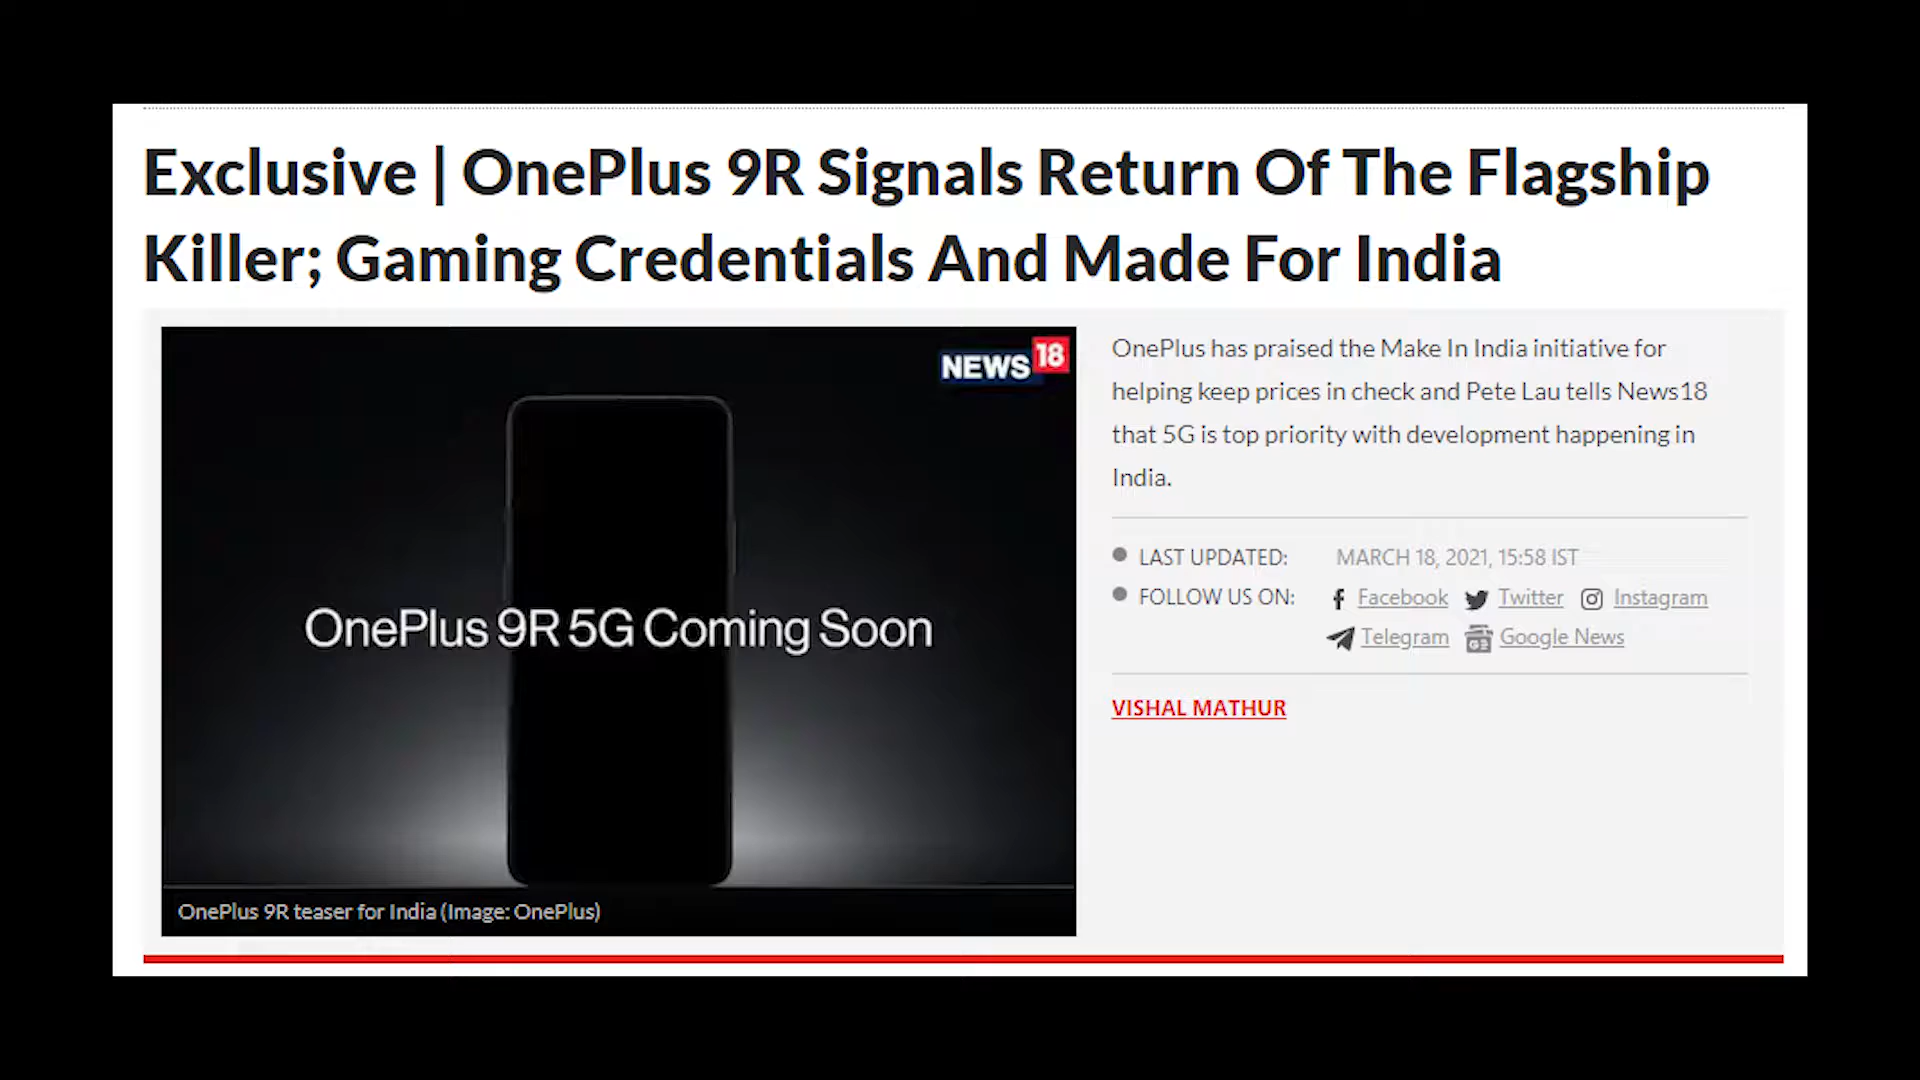 Exclusive | OnePlus 9R Signals Return Of The Flagship
Killer; Gaming Credentials And Made For India
NEWS 18
OnePlus 9R 5G Coming Soon
OnePlus 9R teaser for India (Image: OnePlus)
OnePlus has praised the Make In India initiative for
helping keep prices in check and Pete Lau tells News18
that 5G is top priority with development happening in
India.
LAST UPDATED: MARCH 18, 2021, 15:58 IST
FOLLOW US ON: Facebook Twitter Instagram
Telegram Google News
VISHAL MATHUR